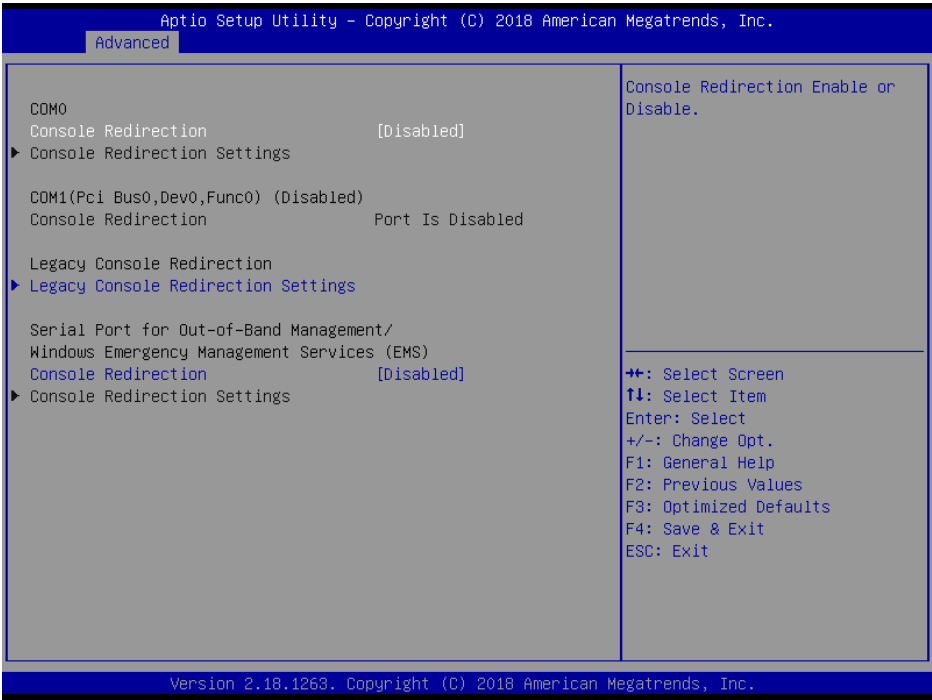 Aptio Setup Utility – Copyright (C) 2018 American Megatrends, Inc.
Advanced
COM0
Console Redirection [Disabled]
Console Redirection Settings
COM1(Pci Bus0,Dev0,Func0) (Disabled)
Console Redirection Port Is Disabled
Legacy Console Redirection
Legacy Console Redirection Settings
Serial Port for Out-of-Band Management/
Windows Emergency Management Services (EMS)
Console Redirection [Disabled]
Console Redirection Settings
Console Redirection Enable or
Disable.
→←: Select Screen
↑↓: Select Item
Enter: Select
+/-: Change Opt.
F1: General Help
F2: Previous Values
F3: Optimized Defaults
F4: Save & Exit
ESC: Exit
Version 2.18.1263. Copyright (C) 2018 American Megatrends, Inc.